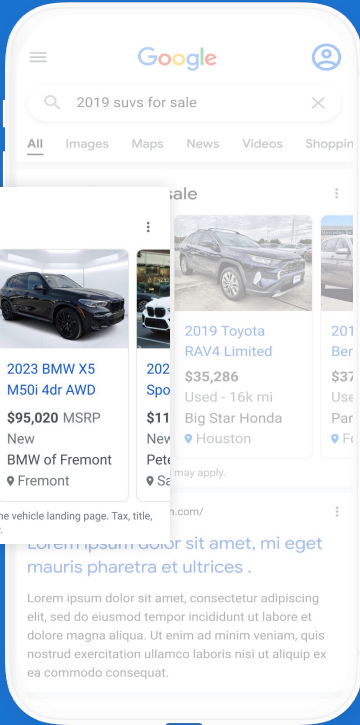 Google
2019 suvs for sale
All Images Maps News Videos Shoppin
sale
2023 BMW X5
M50i 4dr AWD
$95,020 MSRP
New
BMW of Fremont
Fremont
202
Spo
$11
New
Pete
Sa
2019 Toyota
RAV4 Limited
$35,286
Used - 16k mi
Big Star Honda
Houston
201
Ber
$37
Use
Par
Fo
may apply.
ne vehicle landing page. Tax, title,
n.com/
Lorem ipsum dolor sit amet, mi eget
mauris pharetra et ultrices .
Lorem ipsum dolor sit amet, consectetur adipiscing
elit, sed do eiusmod tempor incididunt ut labore et
dolore magna aliqua. Ut enim ad minim veniam, quis
nostrud exercitation ullamco laboris nisi ut aliquip ex
ea commodo consequat.